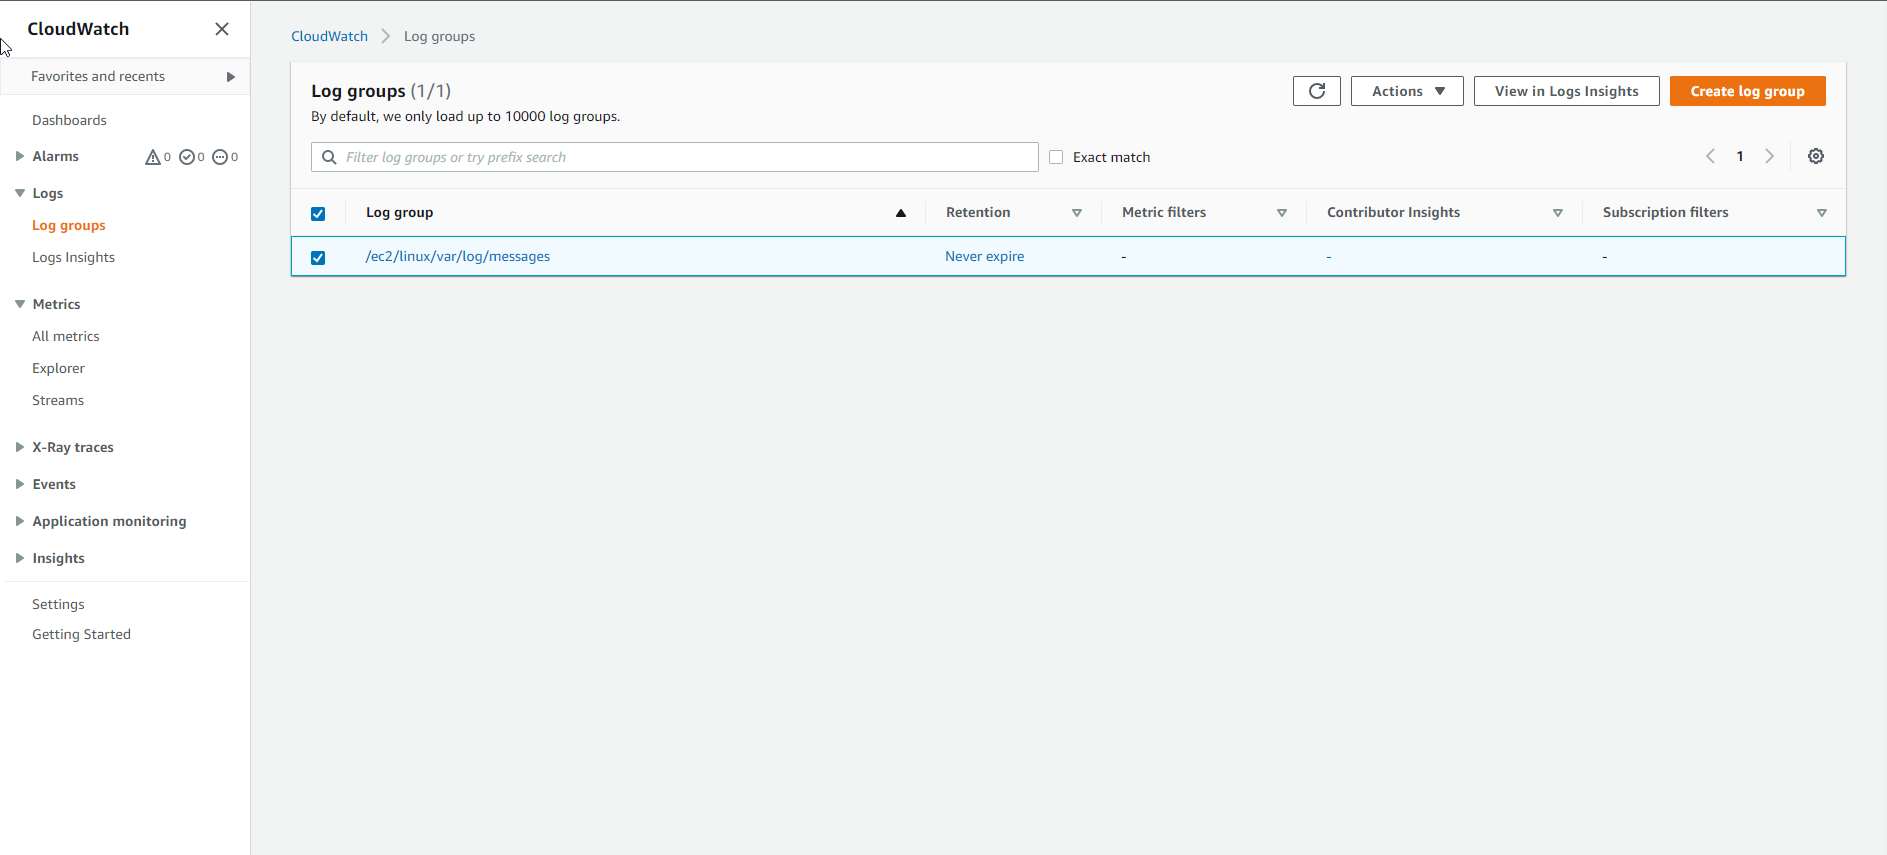 CloudWatch
Favorites and recents
Dashboards
Alarms 0 0 0
Logs
Log groups
Logs Insights
Metrics
All metrics
Explorer
Streams
X-Ray traces
Events
Application monitoring
Insights
Settings
Getting Started
CloudWatch Log groups
Log groups (1/1)
By default, we only load up to 10000 log groups.
Actions View in Logs Insights Create log group
Filter log groups or try prefix search Exact match 1
Log group Retention Metric filters Contributor Insights Subscription filters
/ec2/linux/var/log/messages Never expire - - -